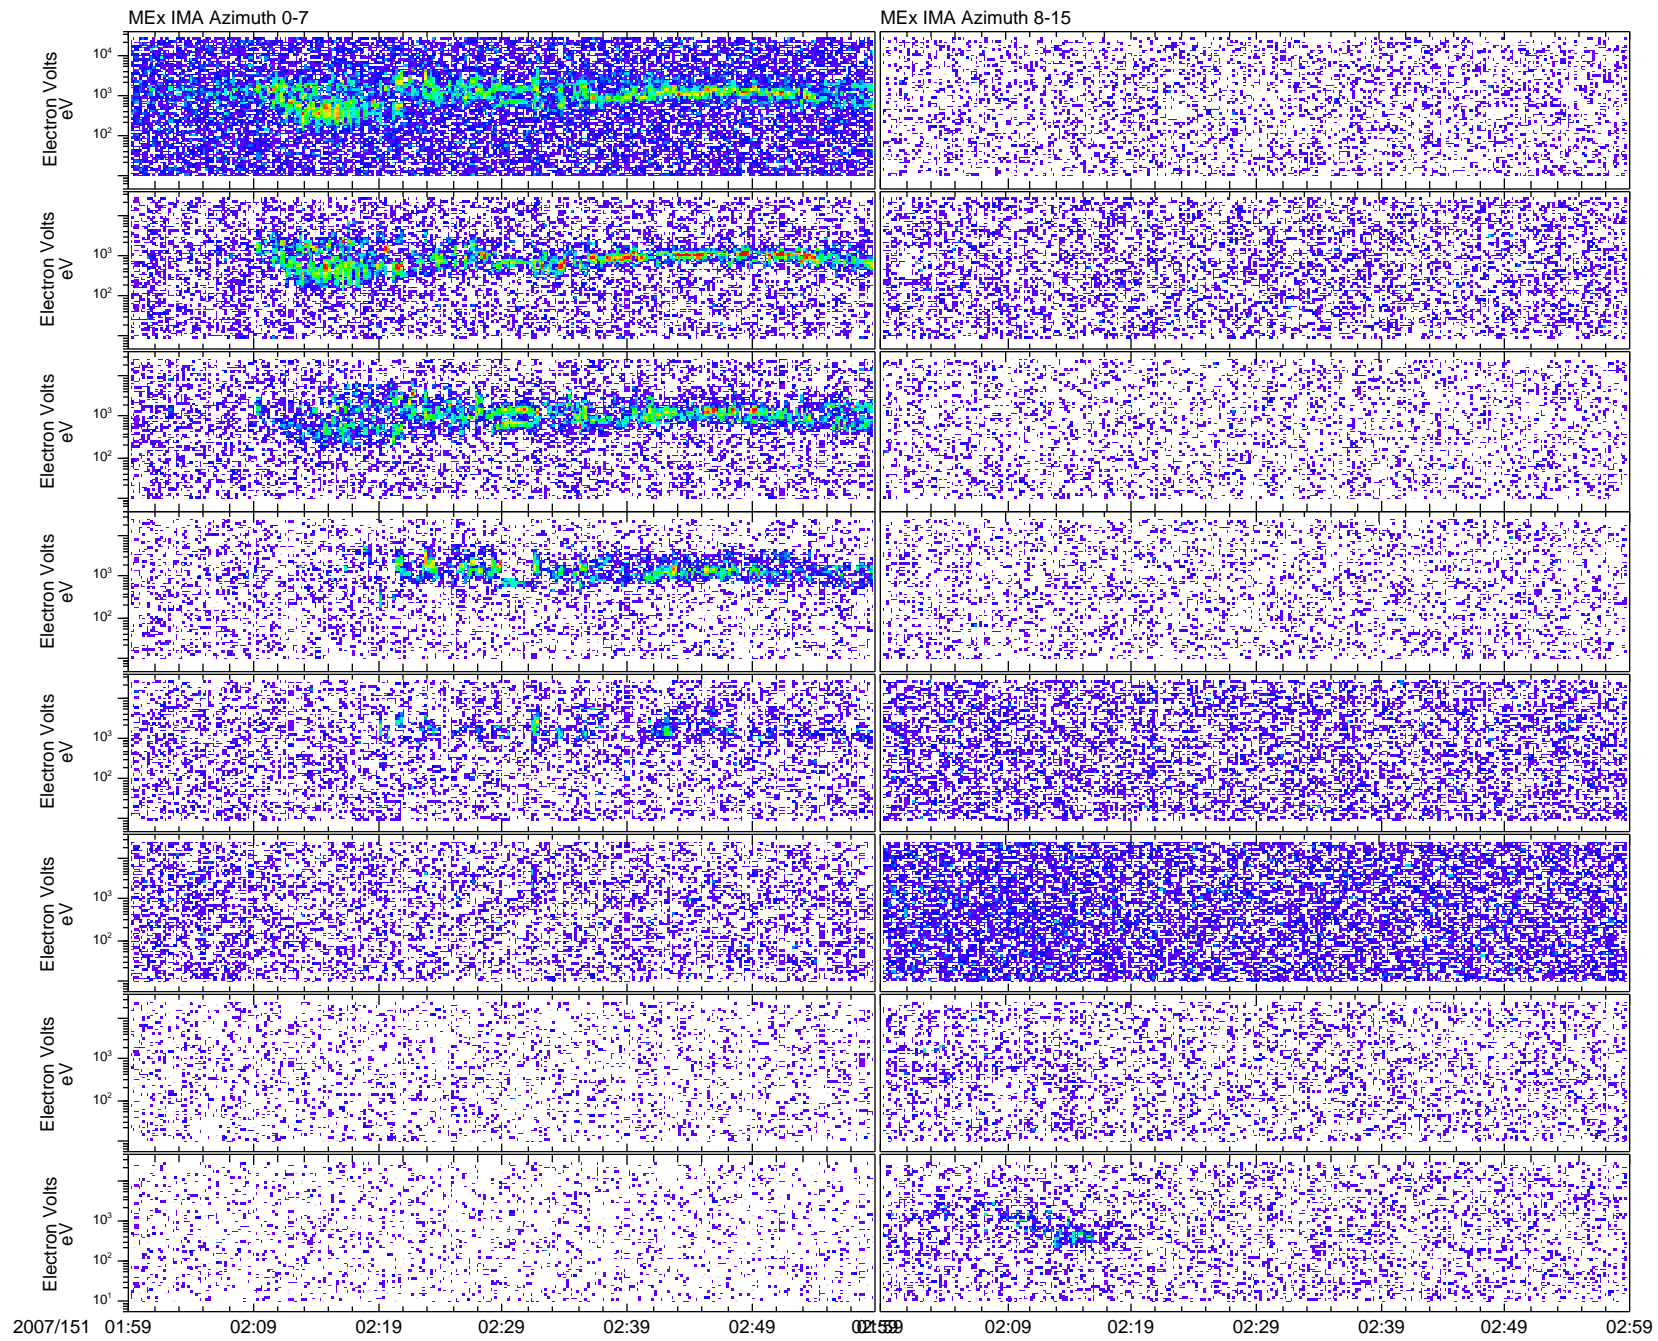 MEx IMA Azimuth 0-7 MEx IMA Azimuth 8-15
Electron Volts
eV
10⁴
10³
10²
Electron Volts
eV
10³
10²
Electron Volts
eV
10³
10²
Electron Volts
eV
10³
10²
Electron Volts
eV
10³
10²
Electron Volts
eV
10³
10²
Electron Volts
eV
10³
10²
Electron Volts
eV
10³
10²
10¹
2007/151 01:59 02:09 02:19 02:29 02:39 02:49 02:59 01:59 02:09 02:19 02:29 02:39 02:49 02:59